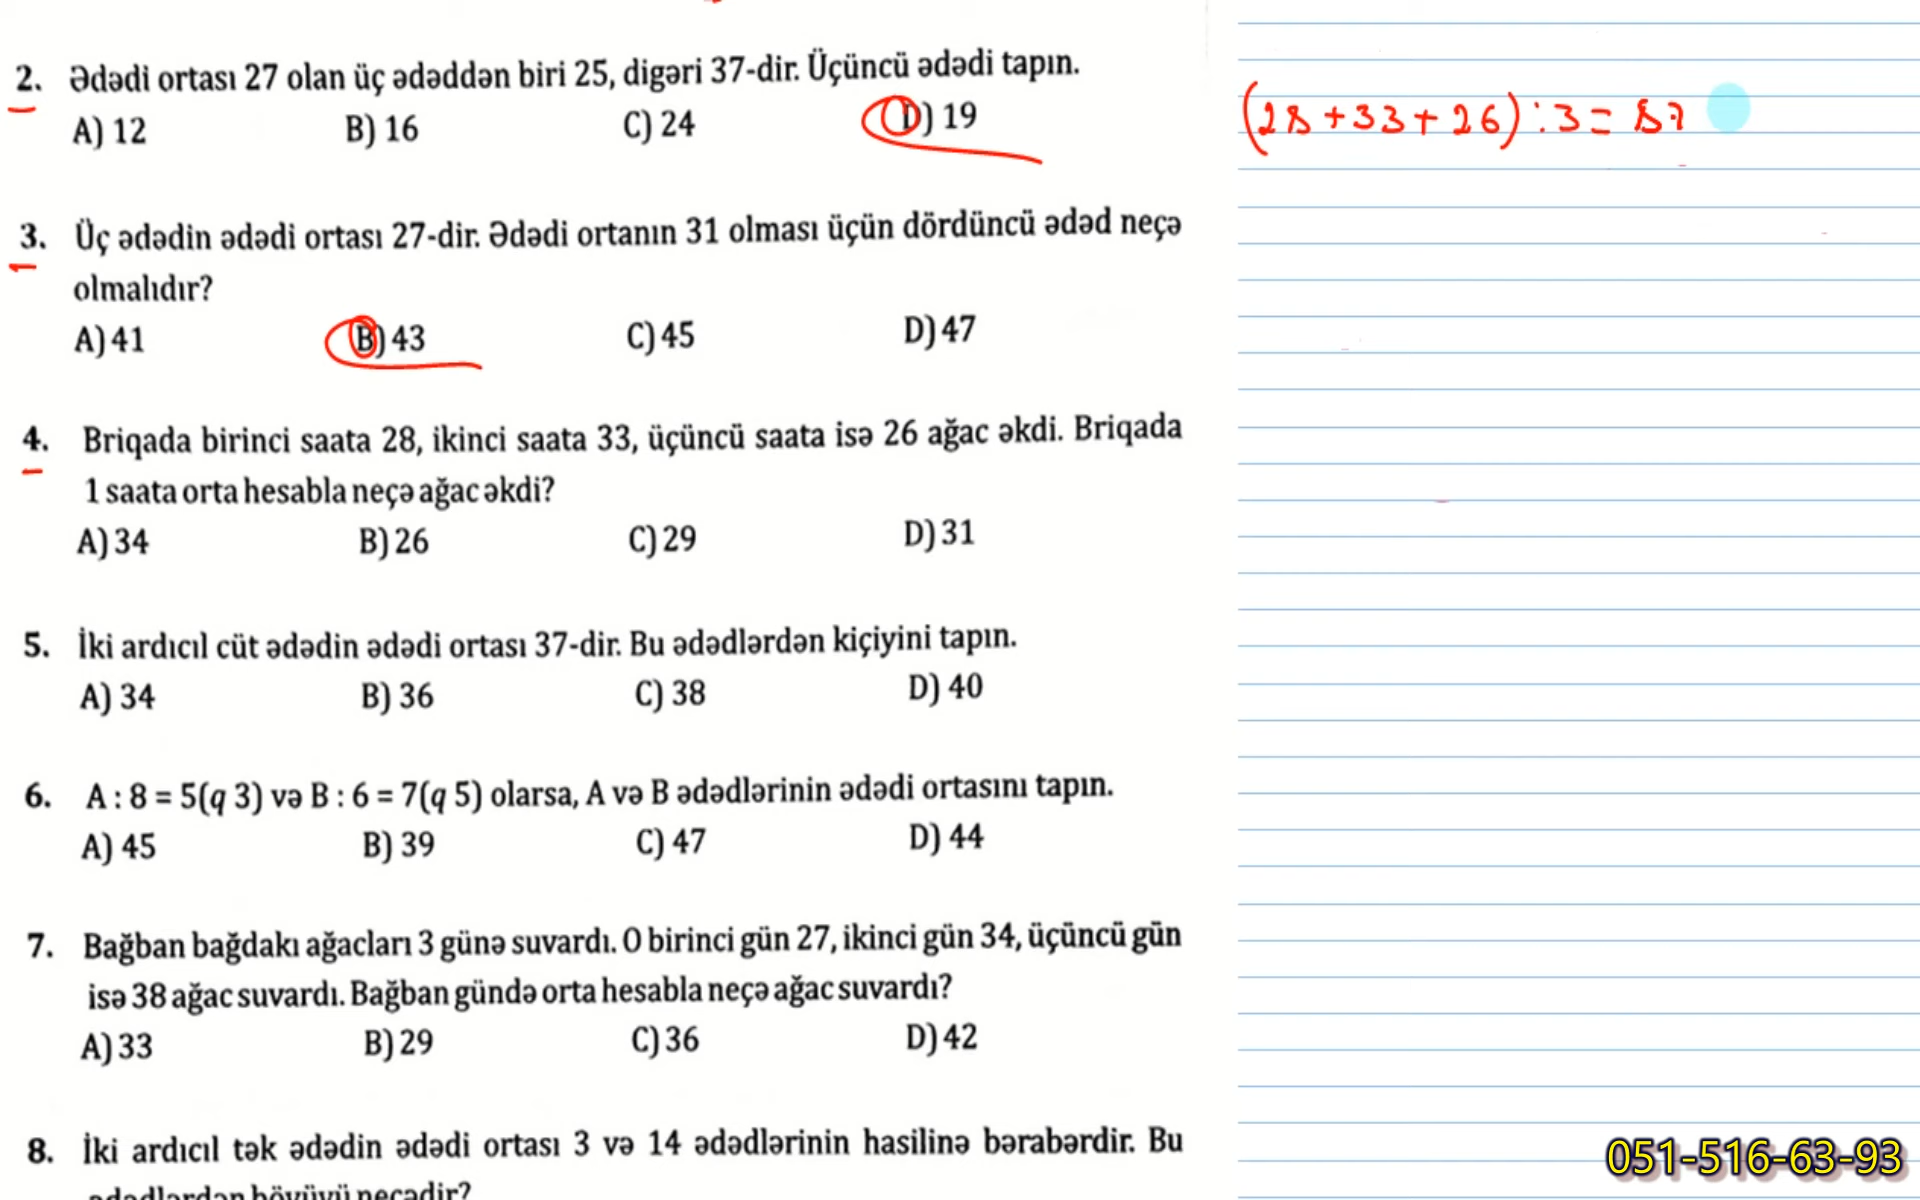 2. Ədədi ortası 27 olan üç ədəddən biri 25, digəri 37-dir. Üçüncü ədədi tapın.
A) 12 B) 16 C) 24 D) 19
(28+33+26):3= 87
3. Üç ədədin ədədi ortası 27-dir. Ədədi ortanın 31 olması üçün dördüncü ədəd neçə
olmalıdır?
A) 41 B) 43 C) 45 D) 47
4. Briqada birinci saata 28, ikinci saata 33, üçüncü saata isə 26 ağac əkdi. Briqada
1 saata orta hesabla neçə ağac əkdi?
A) 34 B) 26 C) 29 D) 31
5. İki ardıcıl cüt ədədin ədədi ortası 37-dir. Bu ədədlərdən kiçiyini tapın.
A) 34 B) 36 C) 38 D) 40
6. A : 8 = 5(q 3) və B : 6 = 7(q 5) olarsa, A və B ədədlərinin ədədi ortasını tapın.
A) 45 B) 39 C) 47 D) 44
7. Bağban bağdakı ağacları 3 günə suvardı. O birinci gün 27, ikinci gün 34, üçüncü gün
isə 38 ağac suvardı. Bağban gündə orta hesabla neçə ağac suvardı?
A) 33 B) 29 C) 36 D) 42
8. İki ardıcıl tək ədədin ədədi ortası 3 və 14 ədədlərinin hasilinə bərabərdir. Bu
ədədlərdən böyüyü neçədir?
051-516-63-93